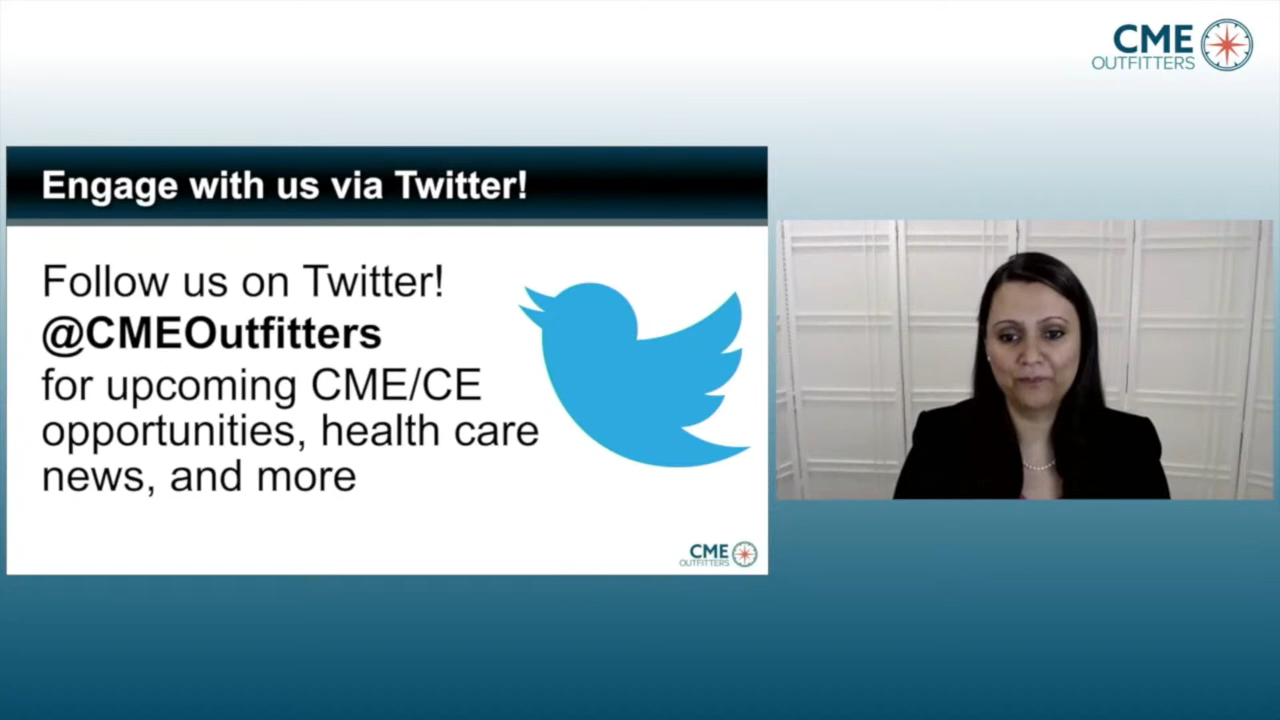 CME
OUTFITTERS
Engage with us via Twitter!
Follow us on Twitter!
@CMEOutfitters
for upcoming CME/CE
opportunities, health care
news, and more
CME
OUTFITTERS